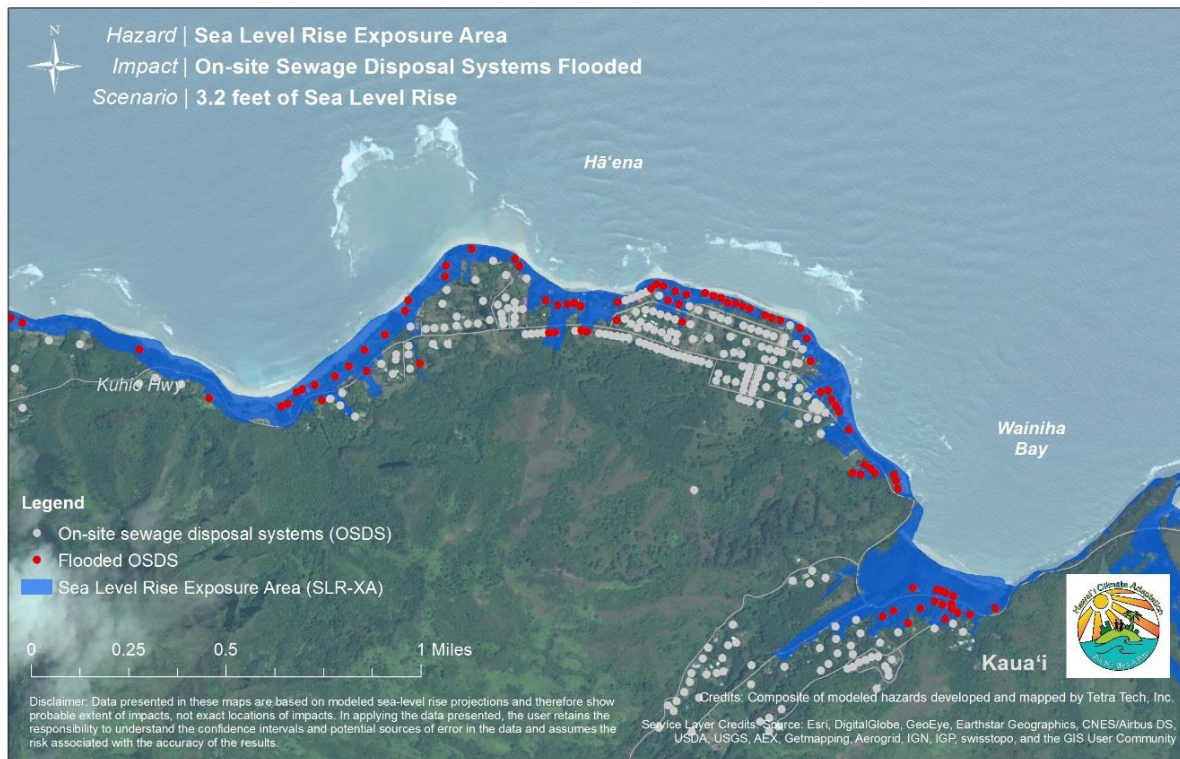 N
Hazard | Sea Level Rise Exposure Area
Impact | On-site Sewage Disposal Systems Flooded
Scenario | 3.2 feet of Sea Level Rise
Hāʻena
Kuhio Hwy
Wainiha
Bay
Legend
On-site sewage disposal systems (OSDS)
Flooded OSDS
Sea Level Rise Exposure Area (SLR-XA)
0 0.25 0.5 1 Miles
Kauaʻi
Hawaiʻi Climate Adaptation
Disclaimer: Data presented in these maps are based on modeled sea-level rise projections and therefore show
probable extent of impacts, not exact locations of impacts. In applying the data presented, the user retains the
responsibility to understand the confidence intervals and potential sources of error in the data and assumes the
risk associated with the accuracy of the results.
Credits: Composite of modeled hazards developed and mapped by Tetra Tech, Inc.
Service Layer Credits: Source: Esri, DigitalGlobe, GeoEye, Earthstar Geographics, CNES/Airbus DS,
USDA, USGS, AEX, Getmapping, Aerogrid, IGN, IGP, swisstopo, and the GIS User Community